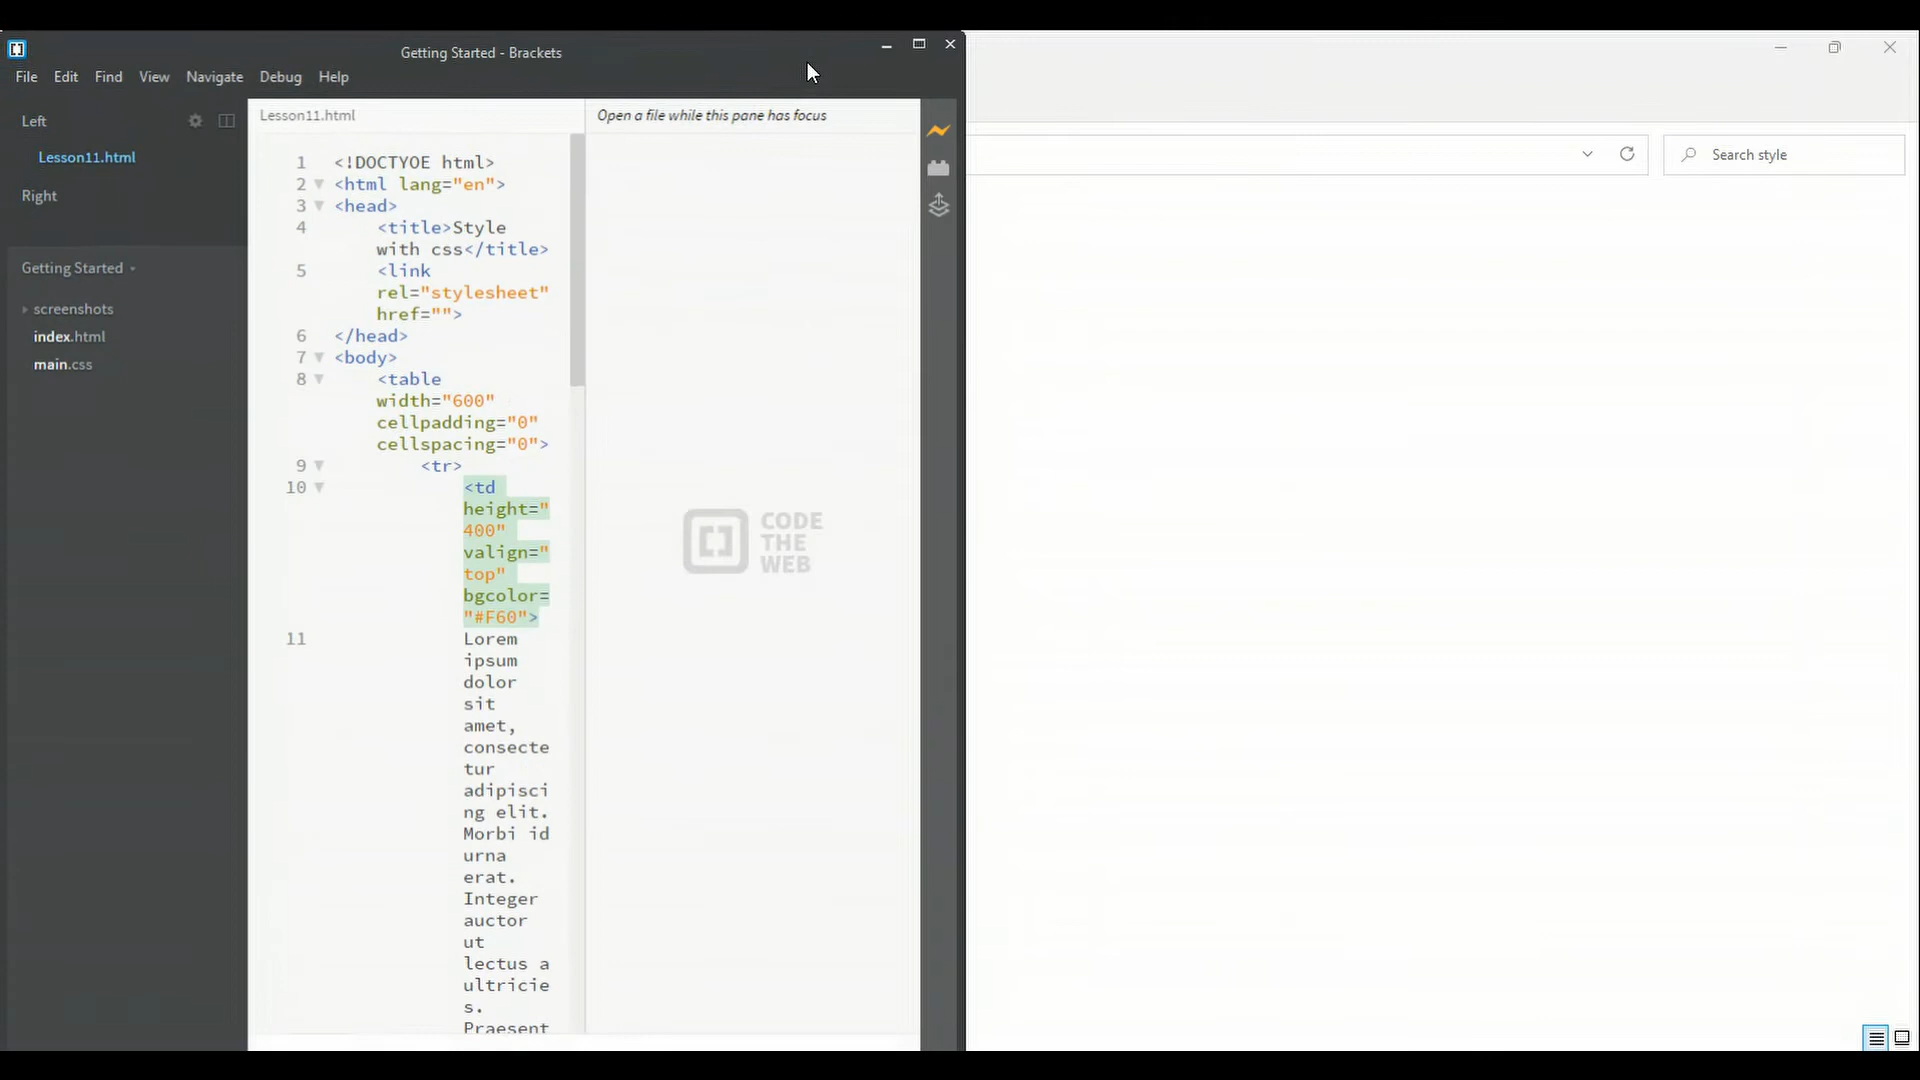 Getting Started - Brackets
File Edit Find View Navigate Debug Help
Left
Lesson11.html
Right
Getting Started
screenshots
index.html
main.css
Lesson11.html
1 <!DOCTYOE html>
2 <html lang="en">
3 <head>
4 <title>Style
with css</title>
5 <link
rel="stylesheet"
href="">
6 </head>
7 <body>
8 <table
width="600"
cellpadding="0"
cellspacing="0">
9 <tr>
10 <td
height="
400"
valign="
top"
bgcolor=
"#F60">
11 Lorem
ipsum
dolor
sit
amet,
consecte
tur
adipisci
ng elit.
Morbi id
urna
erat.
Integer
auctor
ut
lectus a
ultricie
s.
Praesent
Open a file while this pane has focus
CODE
THE
WEB
Search style